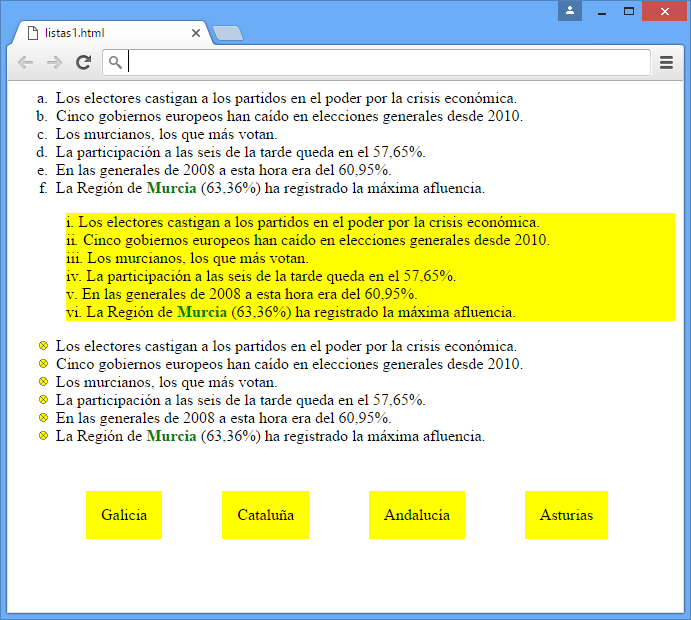 listas1.html
a. Los electores castigan a los partidos en el poder por la crisis económica.
b. Cinco gobiernos europeos han caído en elecciones generales desde 2010.
c. Los murcianos, los que más votan.
d. La participación a las seis de la tarde queda en el 57,65%.
e. En las generales de 2008 a esta hora era del 60,95%.
f. La Región de Murcia (63,36%) ha registrado la máxima afluencia.
i. Los electores castigan a los partidos en el poder por la crisis económica.
ii. Cinco gobiernos europeos han caído en elecciones generales desde 2010.
iii. Los murcianos, los que más votan.
iv. La participación a las seis de la tarde queda en el 57,65%.
v. En las generales de 2008 a esta hora era del 60,95%.
vi. La Región de Murcia (63,36%) ha registrado la máxima afluencia.
Los electores castigan a los partidos en el poder por la crisis económica.
Cinco gobiernos europeos han caído en elecciones generales desde 2010.
Los murcianos, los que más votan.
La participación a las seis de la tarde queda en el 57,65%.
En las generales de 2008 a esta hora era del 60,95%.
La Región de Murcia (63,36%) ha registrado la máxima afluencia.
Galicia Cataluña Andalucía Asturias